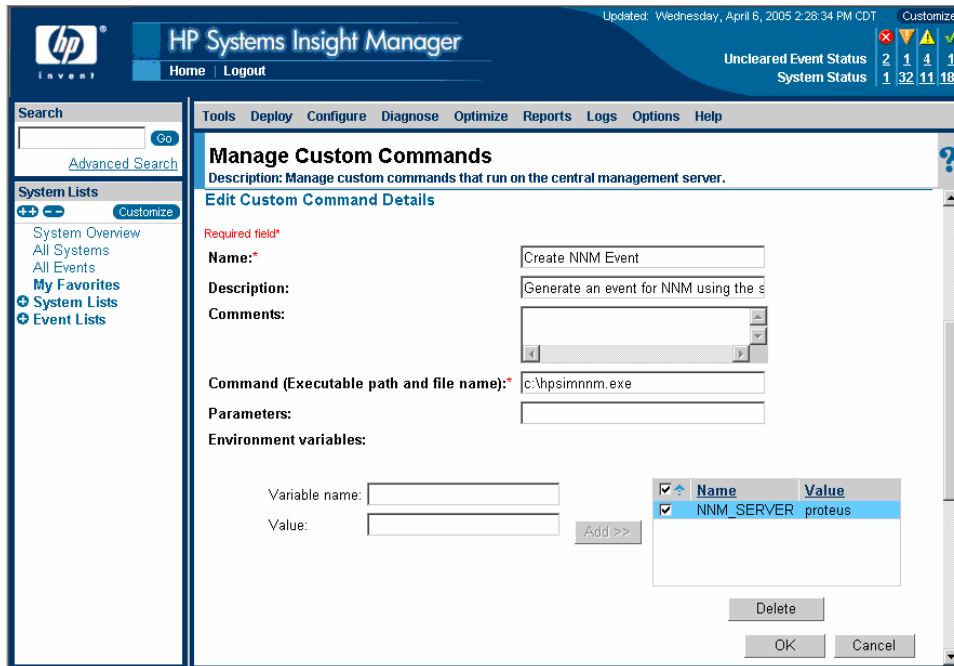 Updated: Wednesday, April 6, 2005 2:28:34 PM CDT Customize
hp
invent
HP Systems Insight Manager
Home | Logout
Uncleared Event Status 2 1 4 1
System Status 1 32 11 18
Search
Go
Advanced Search
System Lists
Customize
System Overview
All Systems
All Events
My Favorites
System Lists
Event Lists
Tools Deploy Configure Diagnose Optimize Reports Logs Options Help
Manage Custom Commands
Description: Manage custom commands that run on the central management server.
?
Edit Custom Command Details
Required field*
Name:* Create NNM Event
Description: Generate an event for NNM using the s
Comments:
Command (Executable path and file name):* c:\hpsimnnm.exe
Parameters:
Environment variables:
Variable name:
Value:
Add >>
Name Value
NNM_SERVER proteus
Delete
OK Cancel